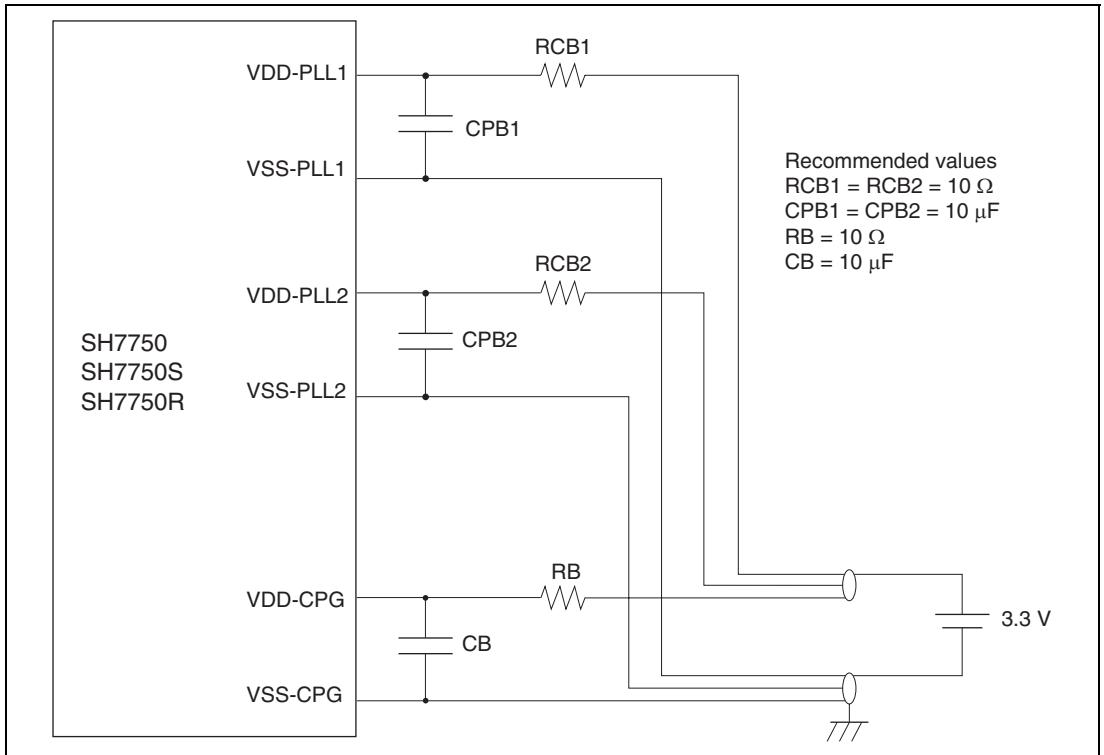 RCB1
VDD-PLL1
CPB1
VSS-PLL1
Recommended values
RCB1 = RCB2 = 10 Ω
CPB1 = CPB2 = 10 μF
RB = 10 Ω
CB = 10 μF
RCB2
VDD-PLL2
CPB2
SH7750
SH7750S
SH7750R
VSS-PLL2
RB
VDD-CPG
3.3 V
CB
VSS-CPG